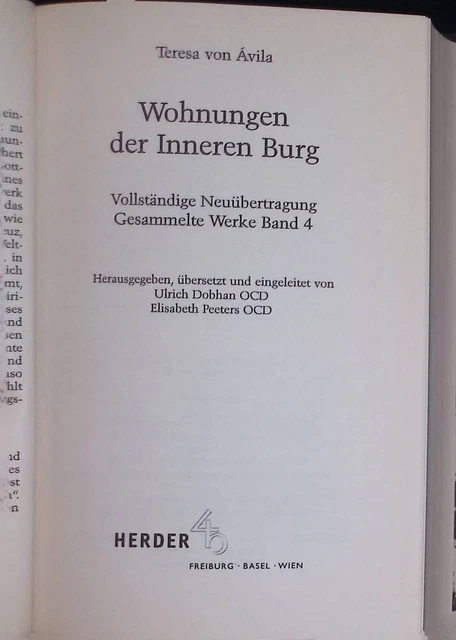 Teresa von Ávila
Wohnungen
der Inneren Burg
Vollständige Neuübertragung
Gesammelte Werke Band 4
Herausgegeben, übersetzt und eingeleitet von
Ulrich Dobhan OCD
Elisabeth Peeters OCD
HERDER
FREIBURG · BASEL · WIEN